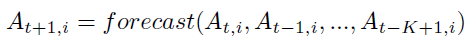 A_{t+1,i} = forecast(A_{t,i}, A_{t-1,i}, ..., A_{t-K+1,i})